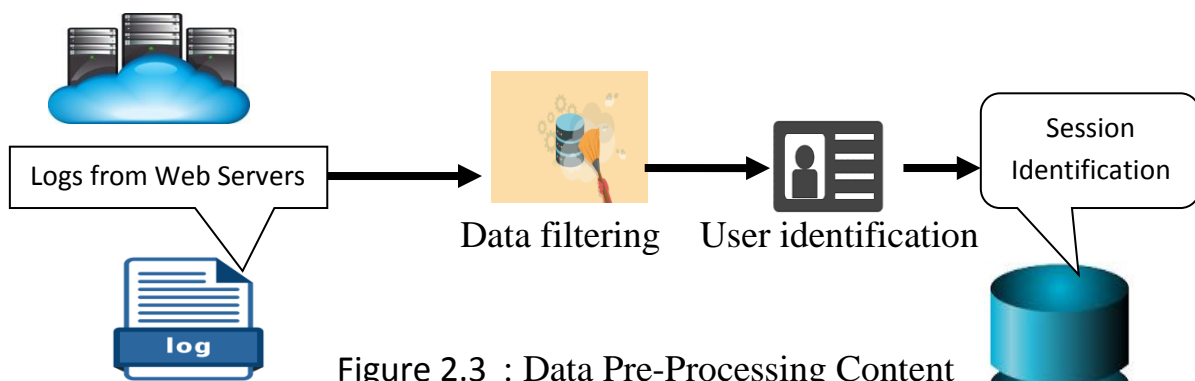 Logs from Web Servers
log
Data filtering
User identification
Session
Identification
Figure 2.3 : Data Pre-Processing Content